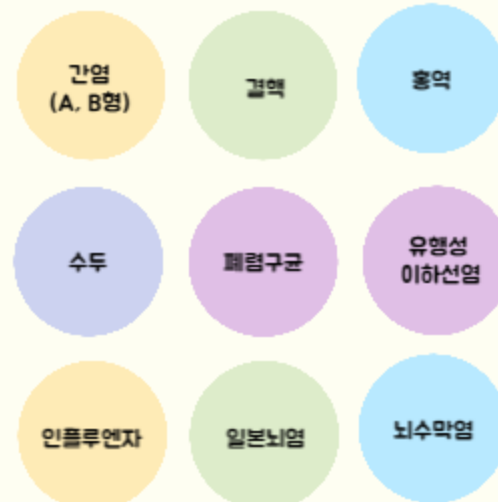 간염
(A, B형)
결핵
홍역
수두
폐렴구균
유행성
이하선염
인플루엔자
일본뇌염
뇌수막염